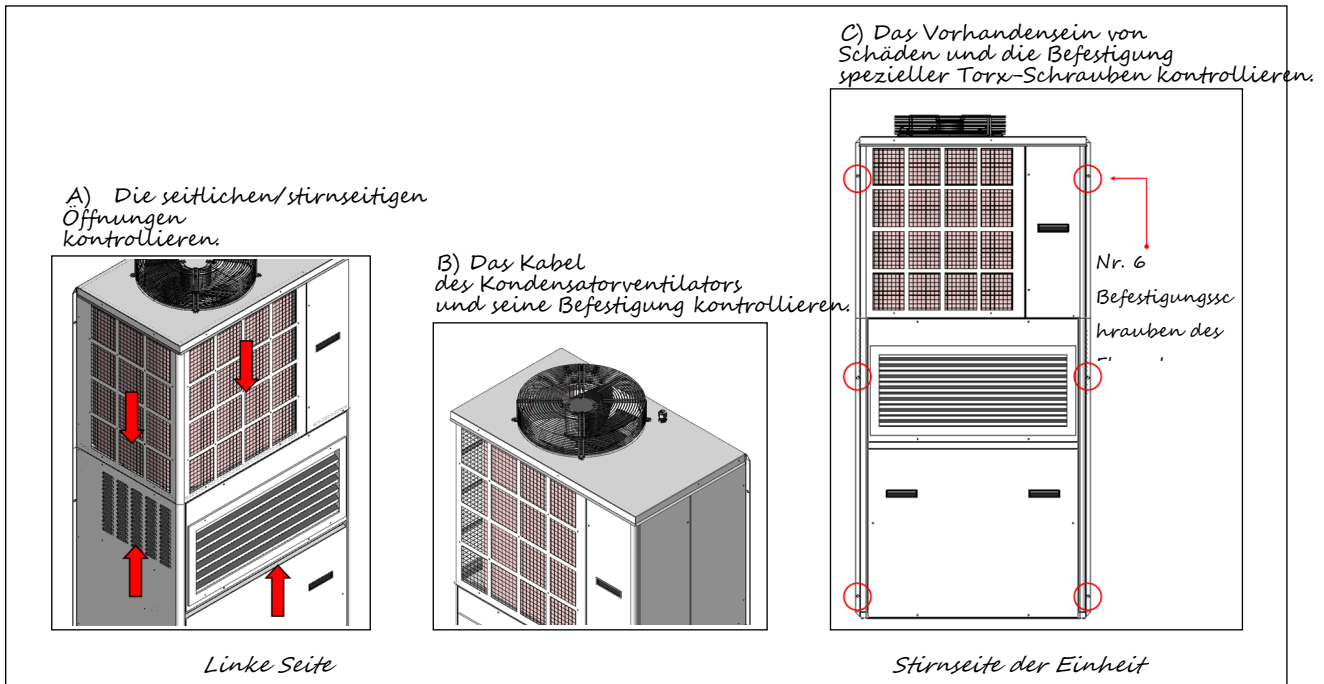 A) Die seitlichen/stirnseitigen
Öffnungen
kontrollieren.
B) Das Kabel
des Kondensatorventilators
und seine Befestigung kontrollieren.
C) Das Vorhandensein von
Schäden und die Befestigung
spezieller Torx-Schrauben kontrollieren.
Nr. 6
Befestigungssc
hrauben des
Linke Seite
Stirnseite der Einheit